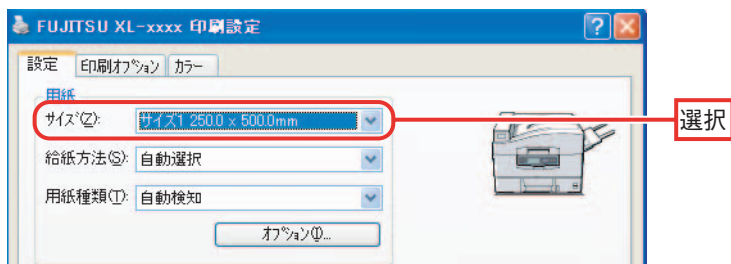 FUJITSU XL-xxxx 印刷設定
設定 印刷ｵﾌﾟｼｮﾝ ｶﾗｰ
用紙
ｻｲｽﾞ(Z): サイズ1 250.0 x 500.0mm
選択
給紙方法(S): 自動選択
用紙種類(T): 自動検知
ｵﾌﾟｼｮﾝ(I)...